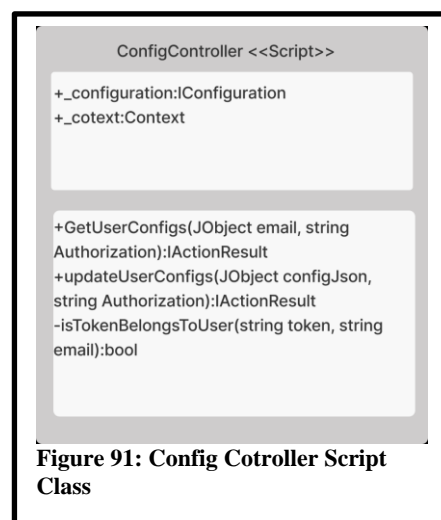 ConfigController <<Script>>
+_configuration:IConfiguration
+_cotext:Context
+GetUserConfigs(JObject email, string
Authorization):IActionResult
+updateUserConfigs(JObject configJson,
string Authorization):IActionResult
-isTokenBelongsToUser(string token, string
email):bool
Figure 91: Config Cotroller Script
Class